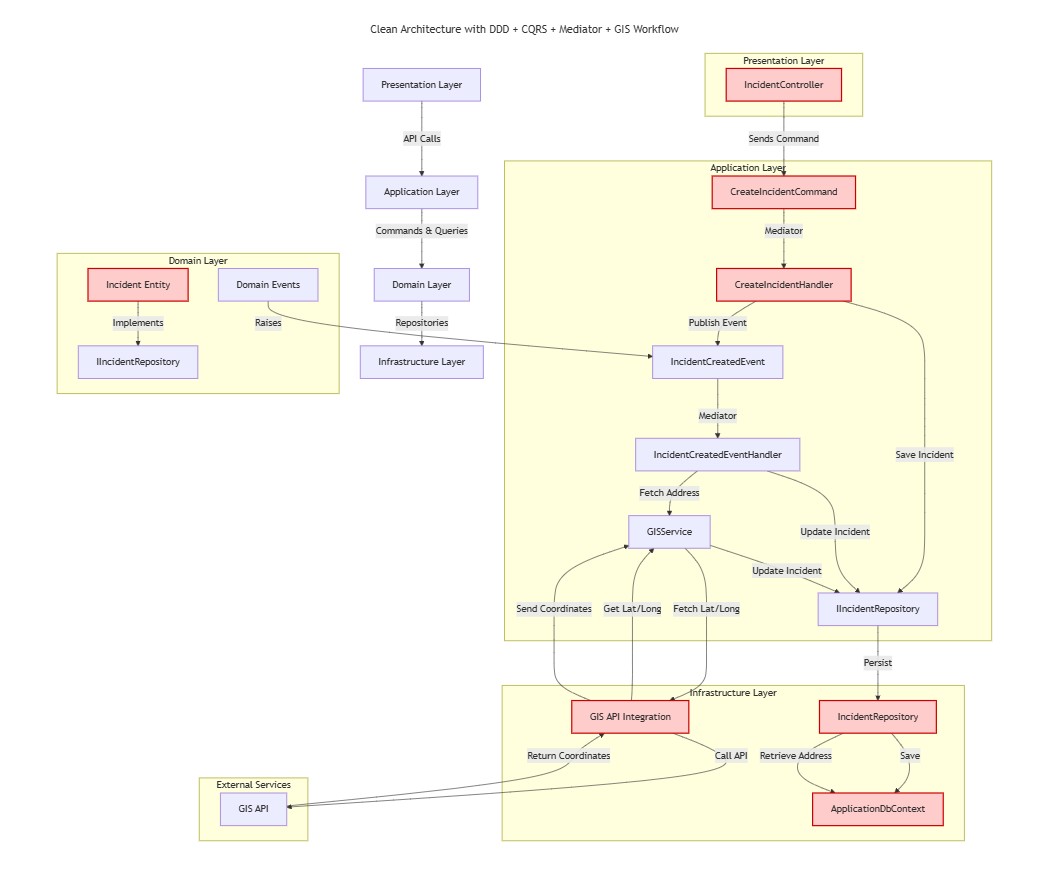 Clean Architecture with DDD + CQRS + Mediator + GIS Workflow
Presentation Layer
API Calls
Application Layer
Commands & Queries
Domain Layer
Repositories
Infrastructure Layer
Domain Layer
Incident Entity
Domain Events
Implements
Raises
IIncidentRepository
Presentation Layer
IncidentController
Sends Command
Application Layer
CreateIncidentCommand
Mediator
CreateIncidentHandler
Publish Event
IncidentCreatedEvent
Mediator
Save Incident
IncidentCreatedEventHandler
Fetch Address
Update Incident
GISService
Update Incident
Send Coordinates
Get Lat/Long
Fetch Lat/Long
IIncidentRepository
Persist
Infrastructure Layer
GIS API Integration
IncidentRepository
Return Coordinates
Call API
Retrieve Address
Save
ApplicationDbContext
External Services
GIS API